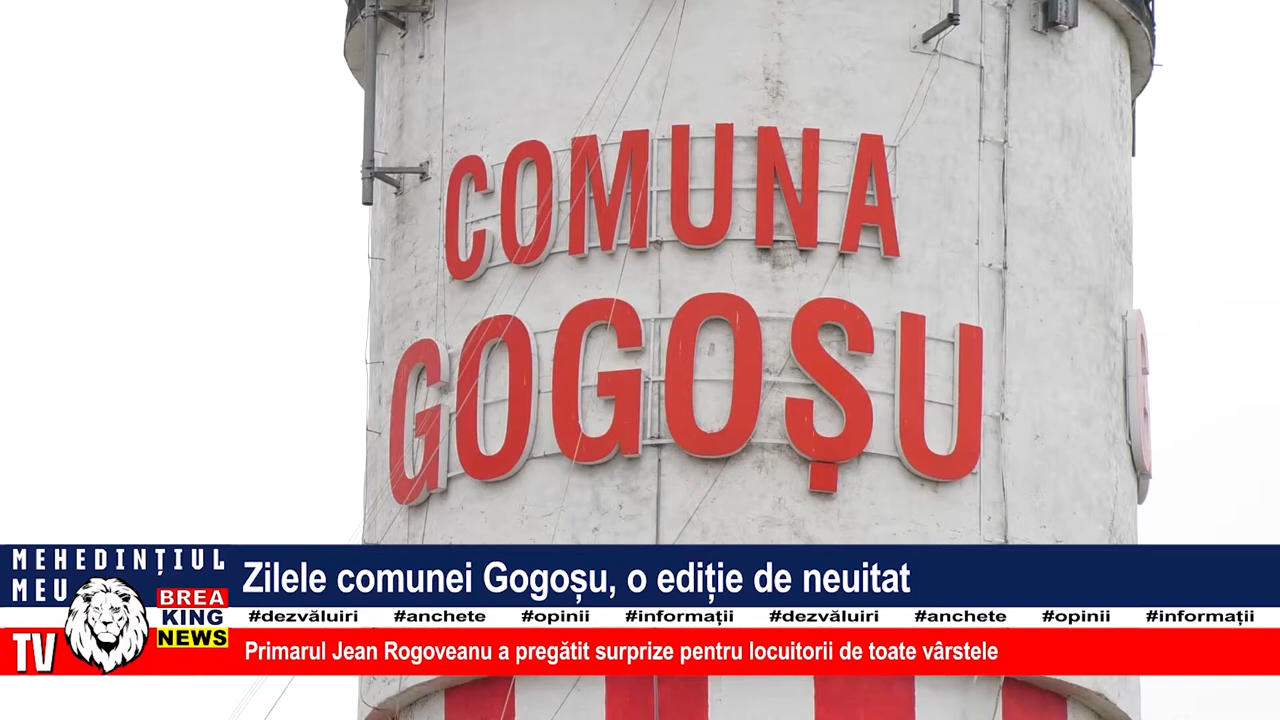 COMUNA
GOGOȘU
MEHEDINȚIUL
MEU
Zilele comunei Gogoșu, o ediție de neuitat
BREA
KING
NEWS
#dezvăluiri #anchete #opinii #informații #dezvăluiri #anchete #opinii #informații
TV
Primarul Jean Rogoveanu a pregătit surprize pentru locuitorii de toate vârstele